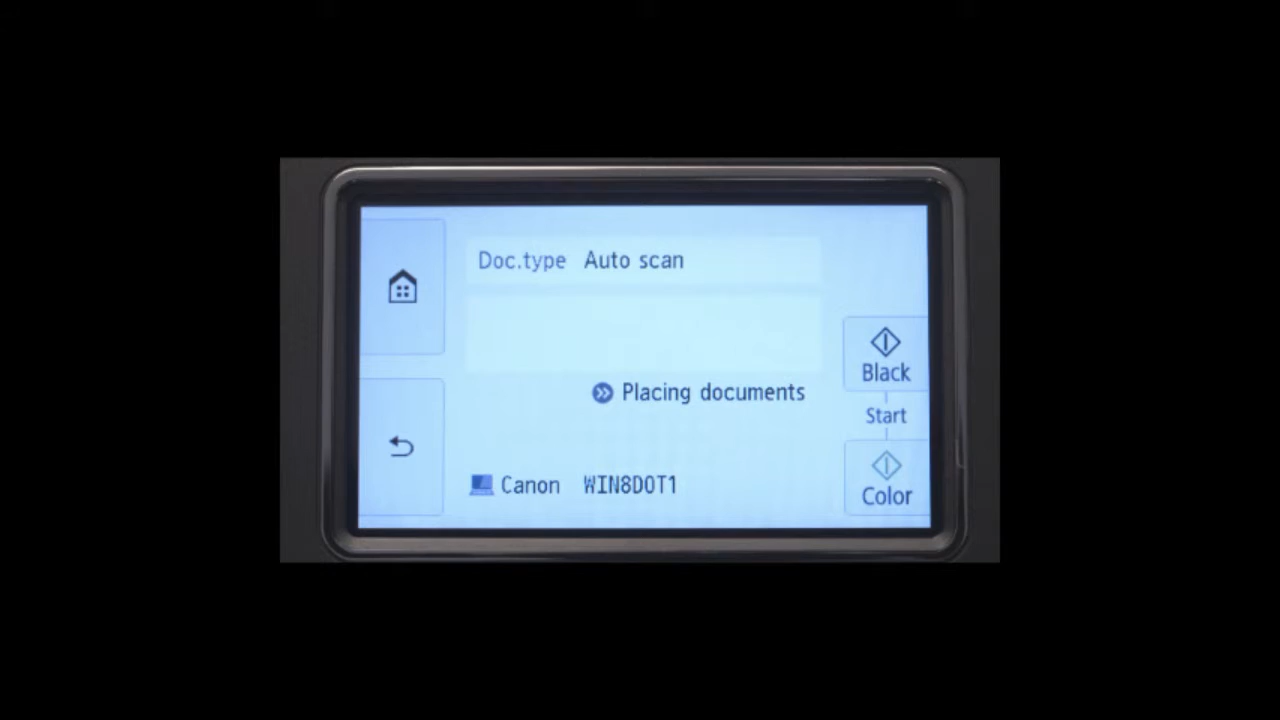 Doc.type Auto scan
Placing documents
Canon WIN8DOT1
Black
Start
Color